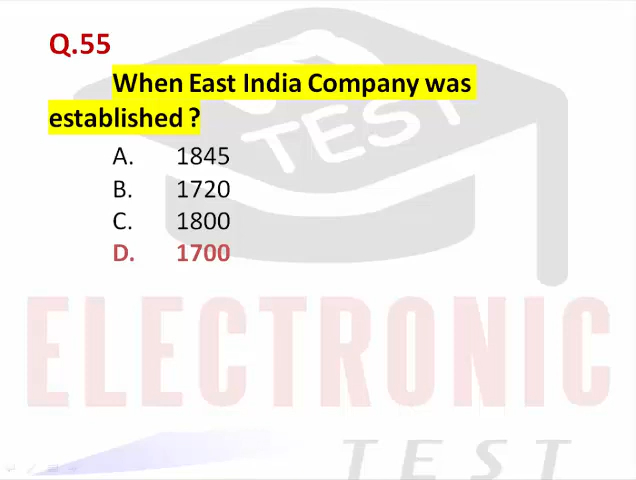 Q.55
When East India Company was
established ?
A. 1845
B. 1720
C. 1800
D. 1700
TEST
ELECTRONIC
TEST